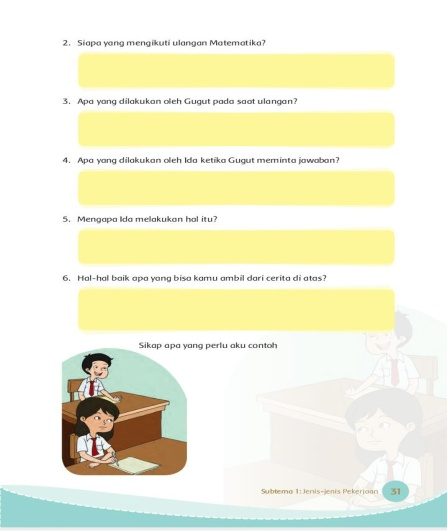 2. Siapa yang mengikuti ulangan Matematika?
3. Apa yang dilakukan oleh Gugut pada saat ulangan?
4. Apa yang dilakukan oleh Ida ketika Gugut meminta jawaban?
5. Mengapa Ida melakukan hal itu?
6. Hal-hal baik apa yang bisa kamu ambil dari cerita di atas?
Sikap apa yang perlu aku contoh
Subtema 1: Jenis-jenis Pekerjaan 31